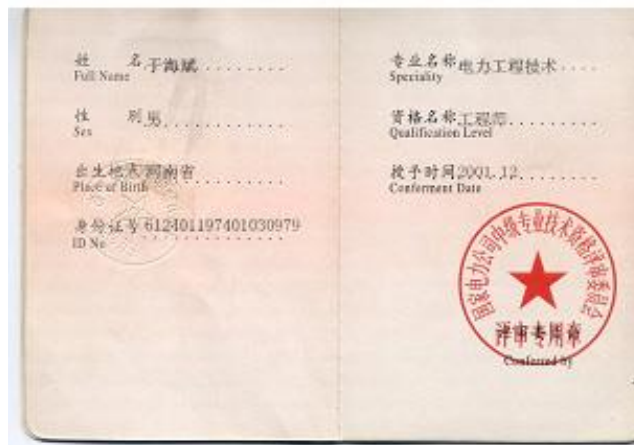 姓 名 于海斌
Full Name
性 别 男
Sex
出生地点 河南省
Place of Birth
身份证号 612401197401030979
ID No
专业名称 电力工程技术
Speciality
资格名称 工程师
Qualification Level
授予时间 2001.12
Conferment Date
国家电力公司中级专业技术资格评审委员会
评审专用章
Conferred by